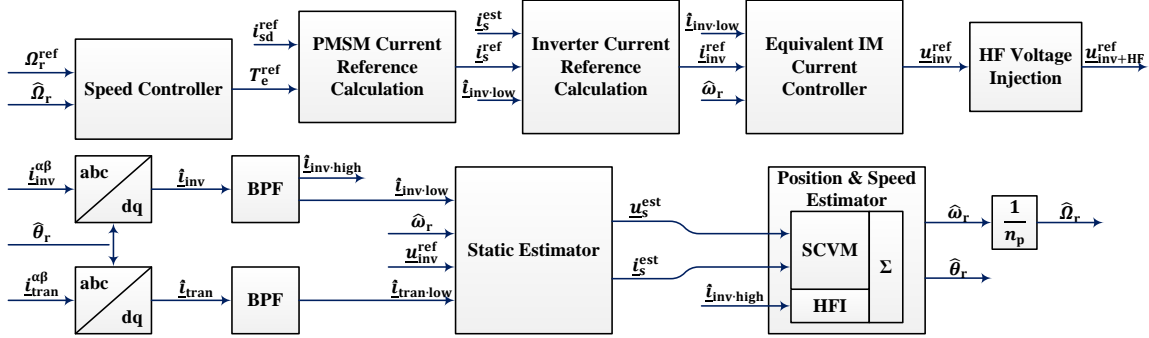 Ω_r^ref
Ω̂_r
Speed Controller
i_sd^ref
T_e^ref
PMSM Current
Reference
Calculation
i_s^est
i_s^ref
î_inv·low
Inverter Current
Reference
Calculation
î_inv·low
i_inv^ref
ω̂_r
Equivalent IM
Current
Controller
u_inv^ref
HF Voltage
Injection
u_inv+HF^ref
i_inv^αβ
abc
dq
î_inv
BPF
î_inv·high
î_inv·low
θ̂_r
i_tran^αβ
abc
dq
î_tran
BPF
î_tran·low
ω̂_r
u_inv^ref
Static Estimator
u_s^est
i_s^est
î_inv·high
Position & Speed
Estimator
SCVM
HFI
Σ
ω̂_r
θ̂_r
1
n_p
Ω̂_r